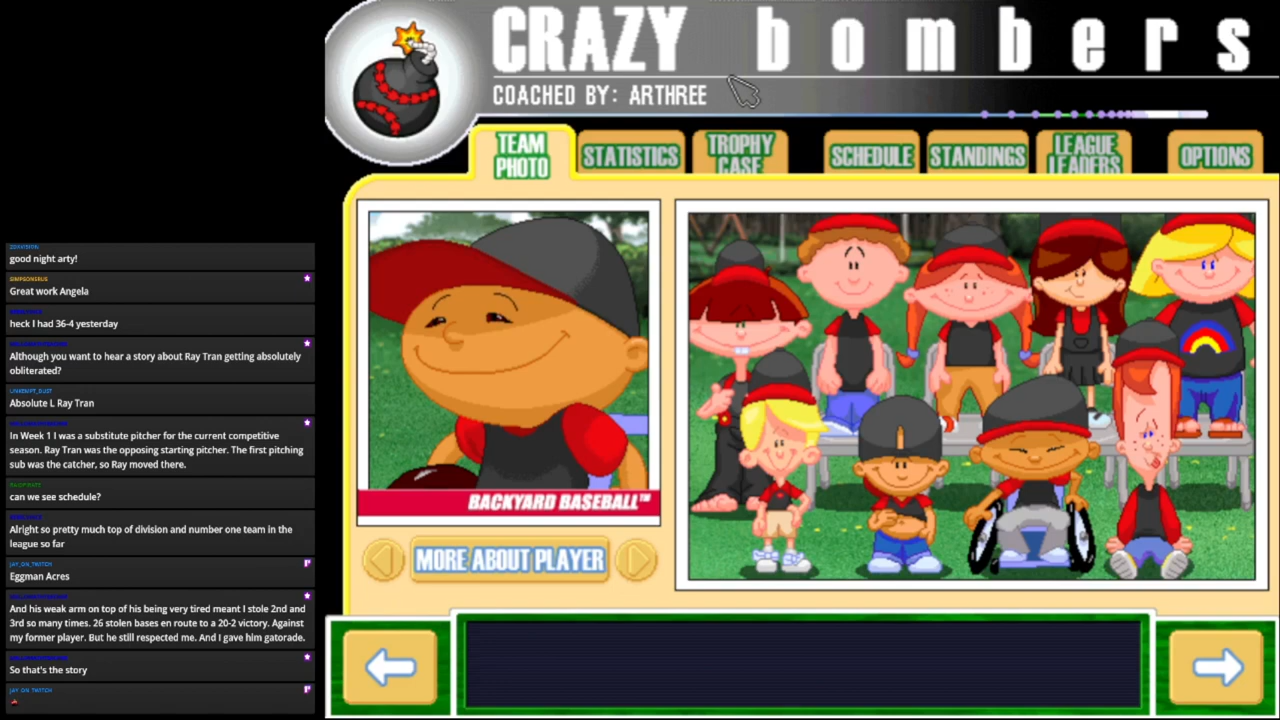 CRAZY bombers
COACHED BY: ARTHREE
TEAM PHOTO
STATISTICS
TROPHY CASE
SCHEDULE
STANDINGS
LEAGUE LEADERS
OPTIONS
good night arty!
SIMPSONSRUS
Great work Angela
heck I had 36-4 yesterday
Although you want to hear a story about Ray Tran getting absolutely
obliterated?
Absolute L Ray Tran
In Week 1 I was a substitute pitcher for the current competitive
season. Ray Tran was the opposing starting pitcher. The first pitching
sub was the catcher, so Ray moved there.
can we see schedule?
Alright so pretty much top of division and number one team in the
league so far
JAY_ON_TWITCH
Eggman Acres
And his weak arm on top of his being very tired meant I stole 2nd and
3rd so many times. 26 stolen bases en route to a 20-2 victory. Against
my former player. But he still respected me. And I gave him gatorade.
So that's the story
JAY_ON_TWITCH
BACKYARD BASEBALL™
MORE ABOUT PLAYER